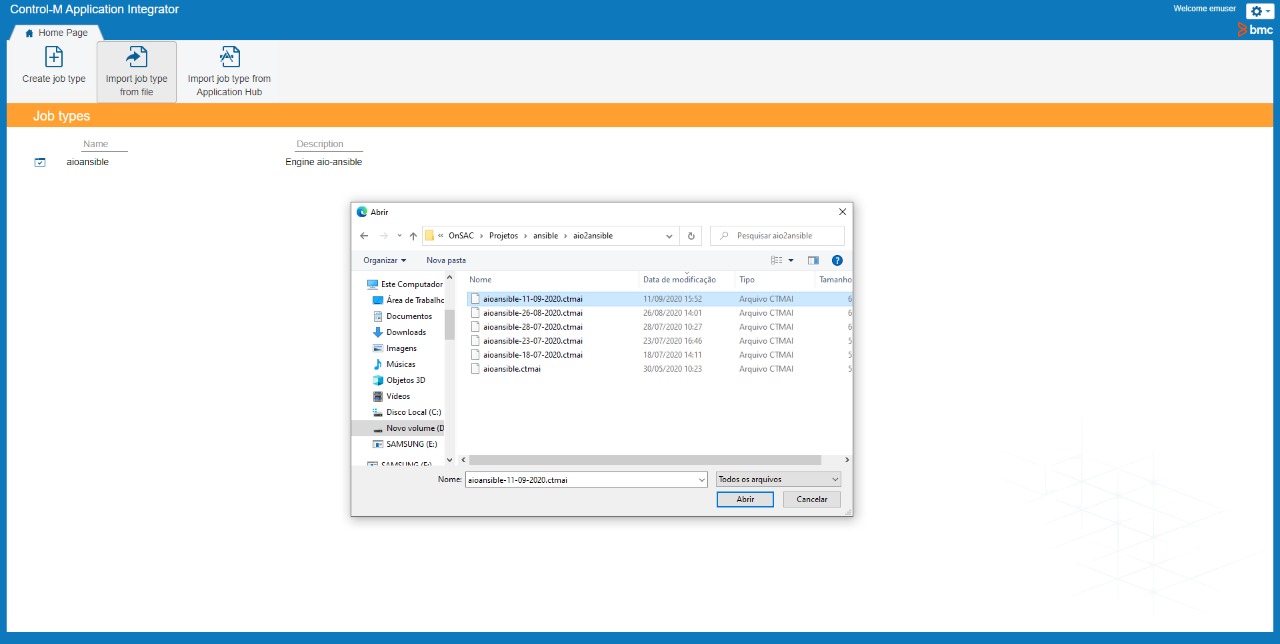 Control-M Application Integrator
Welcome emuser
Home Page
bmc
Create job type
Import job type
from file
Import job type from
Application Hub
Job types
Name Description
aioansible Engine aio-ansible
Abrir
« OnSAC › Projetos › ansible › aio2ansible
Pesquisar aio2ansible
Organizar Nova pasta
Este Computador
Área de Trabalho
Documentos
Downloads
Imagens
Músicas
Objetos 3D
Vídeos
Disco Local (C:)
Novo volume (D
SAMSUNG (E:)
SAMSUNG (E:)
Nome Data de modificação Tipo Tamanho
aioansible-11-09-2020.ctmai 11/09/2020 15:52 Arquivo CTMAI 6
aioansible-26-08-2020.ctmai 26/08/2020 14:01 Arquivo CTMAI 6
aioansible-28-07-2020.ctmai 28/07/2020 10:27 Arquivo CTMAI 6
aioansible-23-07-2020.ctmai 23/07/2020 16:46 Arquivo CTMAI 5
aioansible-18-07-2020.ctmai 18/07/2020 14:11 Arquivo CTMAI 5
aioansible.ctmai 30/05/2020 10:23 Arquivo CTMAI 5
Nome: aioansible-11-09-2020.ctmai
Todos os arquivos
Abrir Cancelar